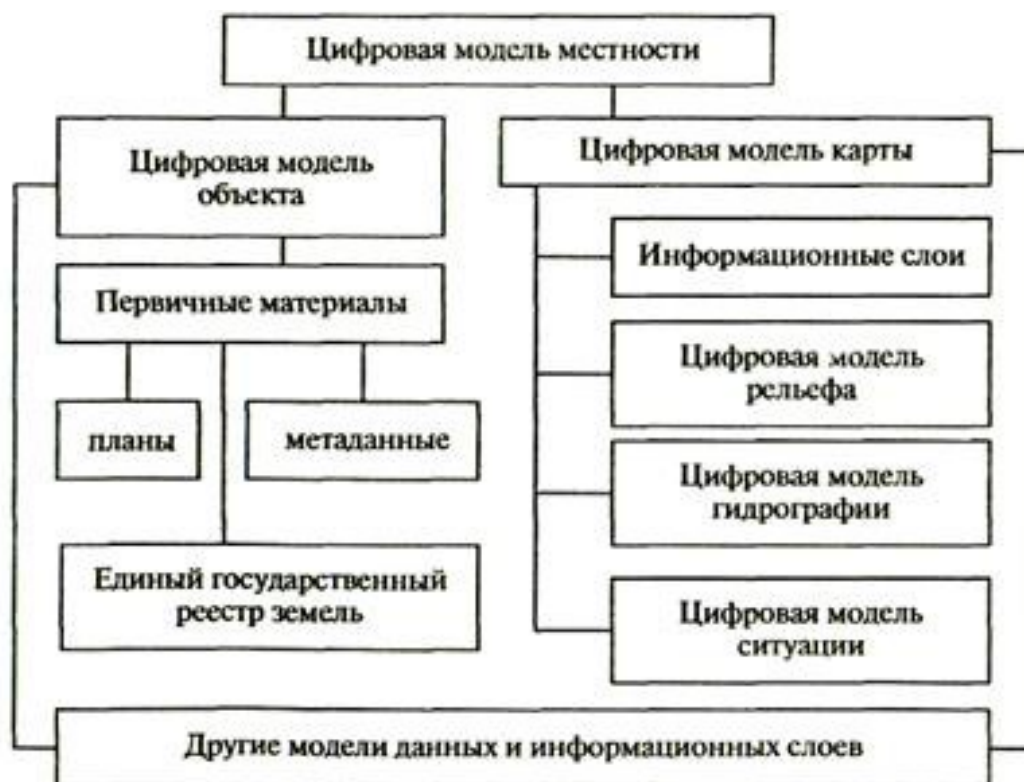 Цифровая модель местности
Цифровая модель
объекта
Цифровая модель карты
Первичные материалы
Информационные слои
Цифровая модель
рельефа
планы
метаданные
Цифровая модель
гидрографии
Единый государственный
реестр земель
Цифровая модель
ситуации
Другие модели данных и информационных слоев